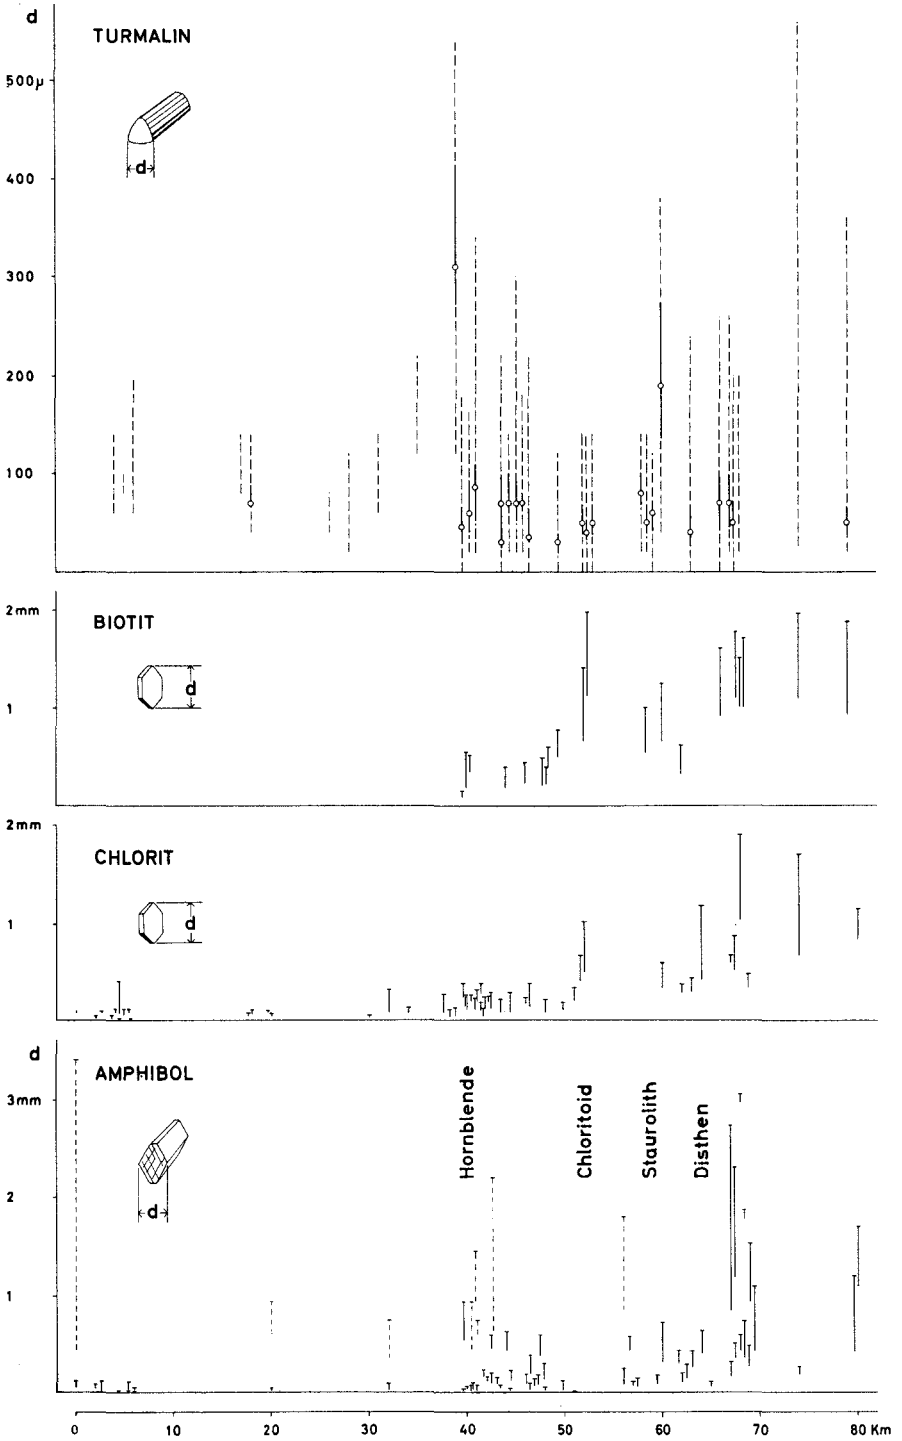 d
TURMALIN
500µ
d
400
300
200
100
2mm
BIOTIT
d
1
2mm
CHLORIT
d
1
d
AMPHIBOL
3mm
d
2
1
Hornblende
Chloritoid
Staurolith
Disthen
0 10 20 30 40 50 60 70 80 Km